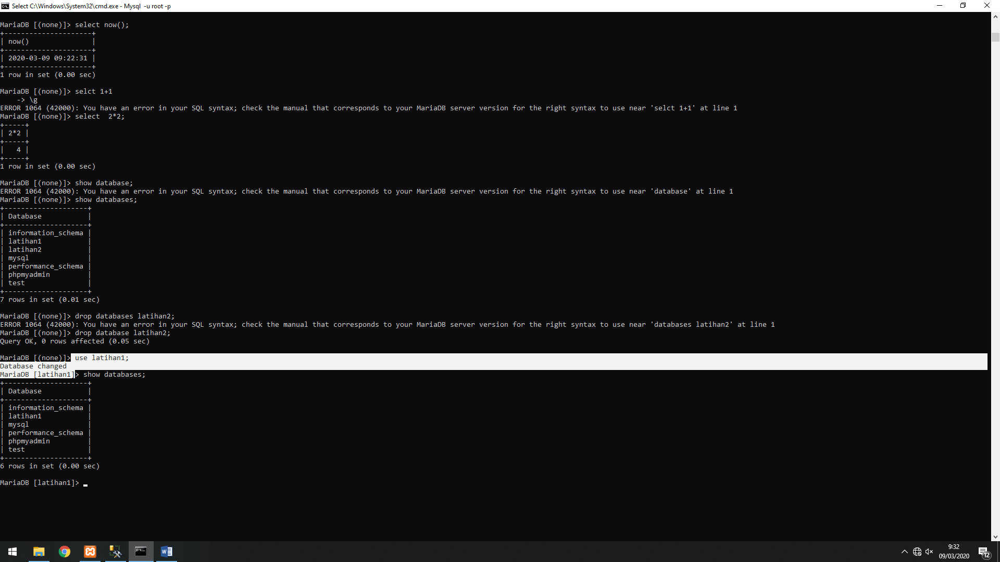 Select C:\Windows\System32\cmd.exe - Mysql  -u root -p
MariaDB [(none)]> select now();
+---------------------+
| now()               |
+---------------------+
| 2020-03-09 09:22:31 |
+---------------------+
1 row in set (0.00 sec)
MariaDB [(none)]> selct 1+1
    -> \g
ERROR 1064 (42000): You have an error in your SQL syntax; check the manual that corresponds to your MariaDB server version for the right syntax to use near 'selct 1+1' at line 1
MariaDB [(none)]> select  2*2;
+-----+
| 2*2 |
+-----+
|   4 |
+-----+
1 row in set (0.00 sec)
MariaDB [(none)]> show database;
ERROR 1064 (42000): You have an error in your SQL syntax; check the manual that corresponds to your MariaDB server version for the right syntax to use near 'database' at line 1
MariaDB [(none)]> show databases;
+--------------------+
| Database           |
+--------------------+
| information_schema |
| latihan1           |
| latihan2           |
| mysql              |
| performance_schema |
| phpmyadmin         |
| test               |
+--------------------+
7 rows in set (0.01 sec)
MariaDB [(none)]> drop databases latihan2;
ERROR 1064 (42000): You have an error in your SQL syntax; check the manual that corresponds to your MariaDB server version for the right syntax to use near 'databases latihan2' at line 1
MariaDB [(none)]> drop database latihan2;
Query OK, 0 rows affected (0.05 sec)
MariaDB [(none)]> use latihan1;
Database changed
MariaDB [latihan1]> show databases;
+--------------------+
| Database           |
+--------------------+
| information_schema |
| latihan1           |
| mysql              |
| performance_schema |
| phpmyadmin         |
| test               |
+--------------------+
6 rows in set (0.00 sec)
MariaDB [latihan1]> _
9:32
09/03/2020
12